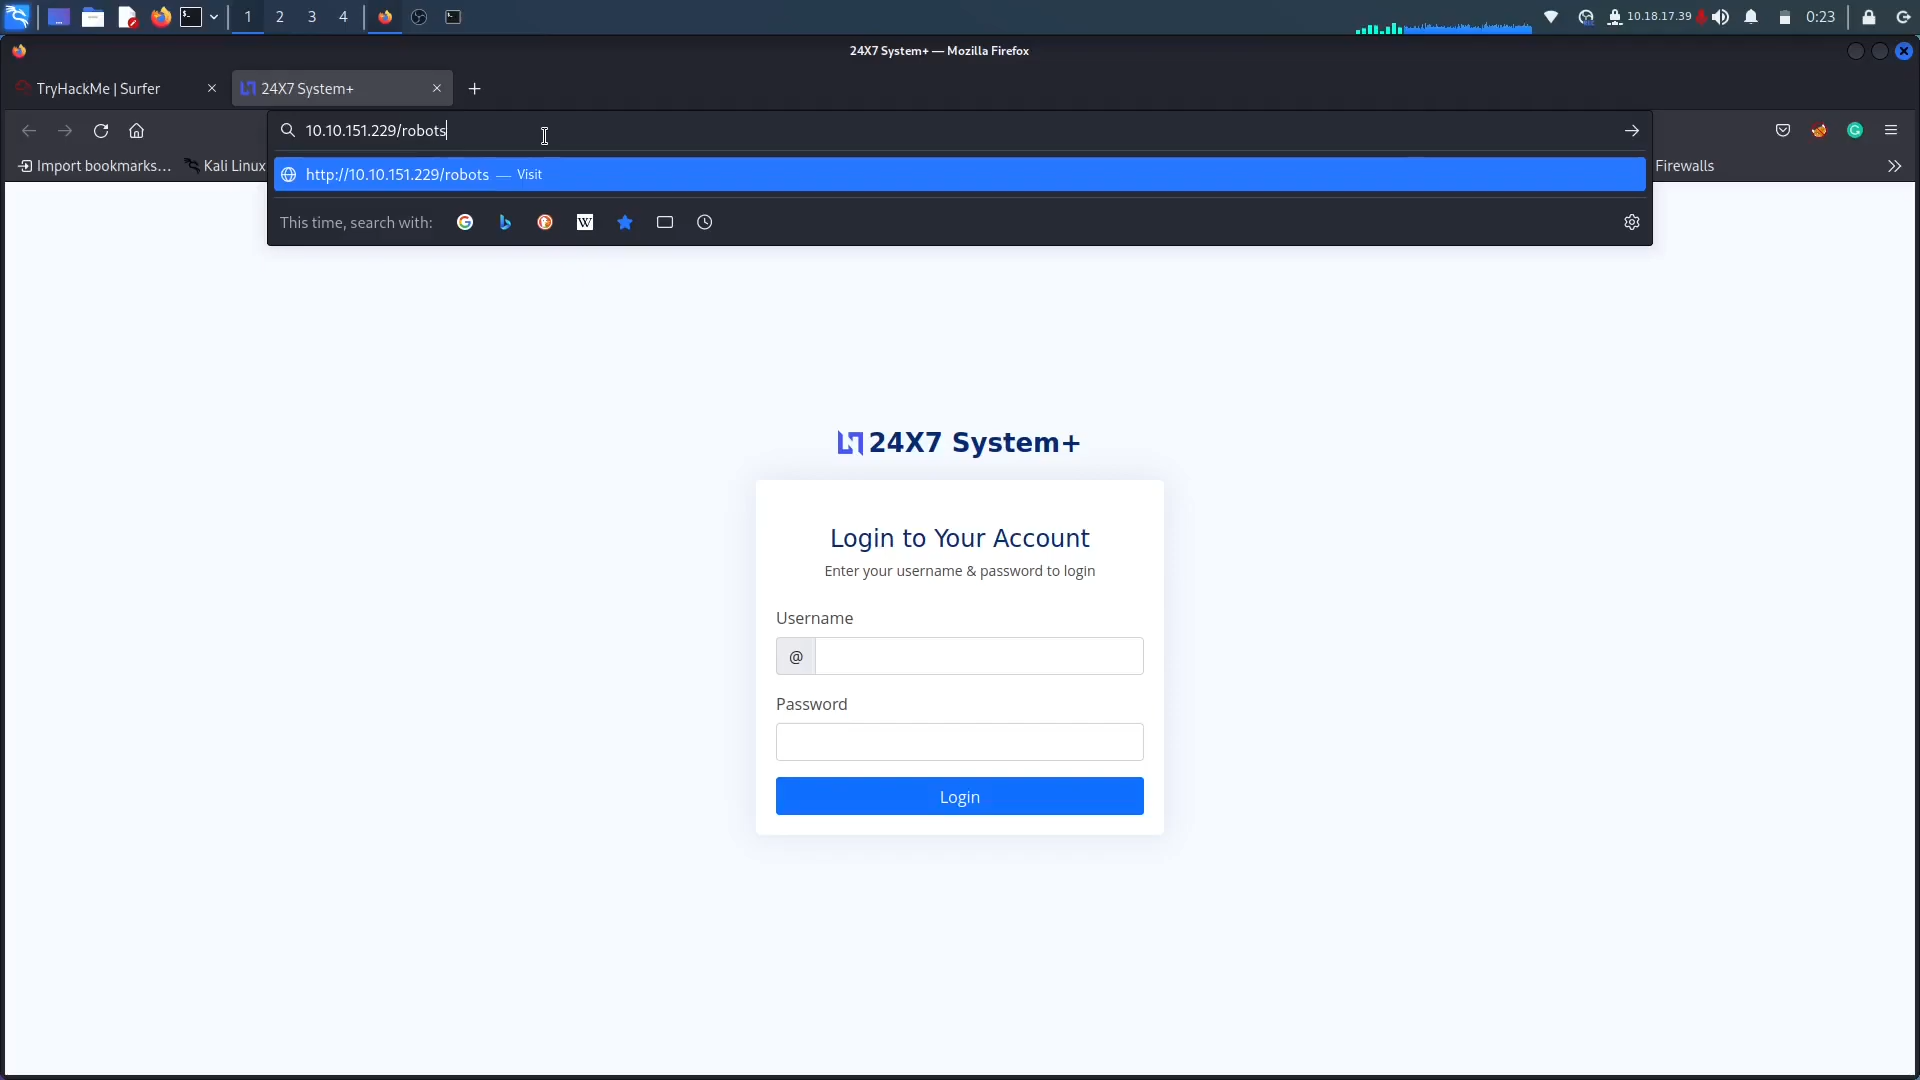 1 2 3 4 10.18.17.39 0:23
24X7 System+ — Mozilla Firefox
TryHackMe | Surfer 24X7 System+
10.10.151.229/robots
Import bookmarks... Kali Linux Firewalls
http://10.10.151.229/robots — Visit
This time, search with:
24X7 System+
Login to Your Account
Enter your username & password to login
Username
@
Password
Login